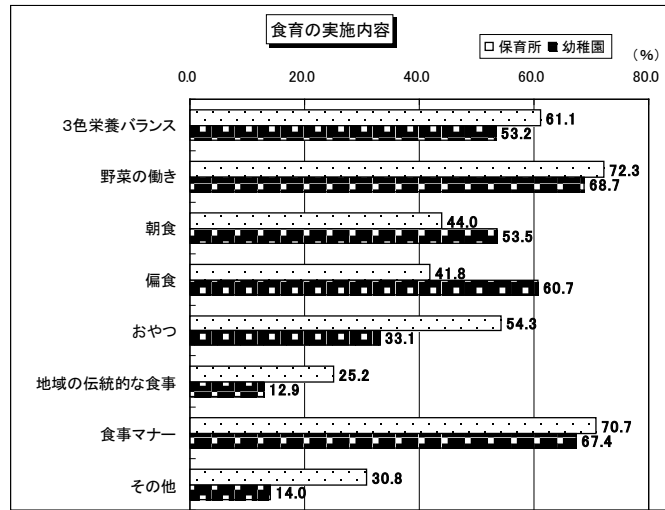 食育の実施内容
□保育所 ■幼稚園
(%)
0.0 20.0 40.0 60.0 80.0
3色栄養バランス 61.1
53.2
野菜の働き 72.3
68.7
朝食 44.0
53.5
偏食 41.8
60.7
おやつ 54.3
33.1
地域の伝統的な食事 25.2
12.9
食事マナー 70.7
67.4
その他 30.8
14.0